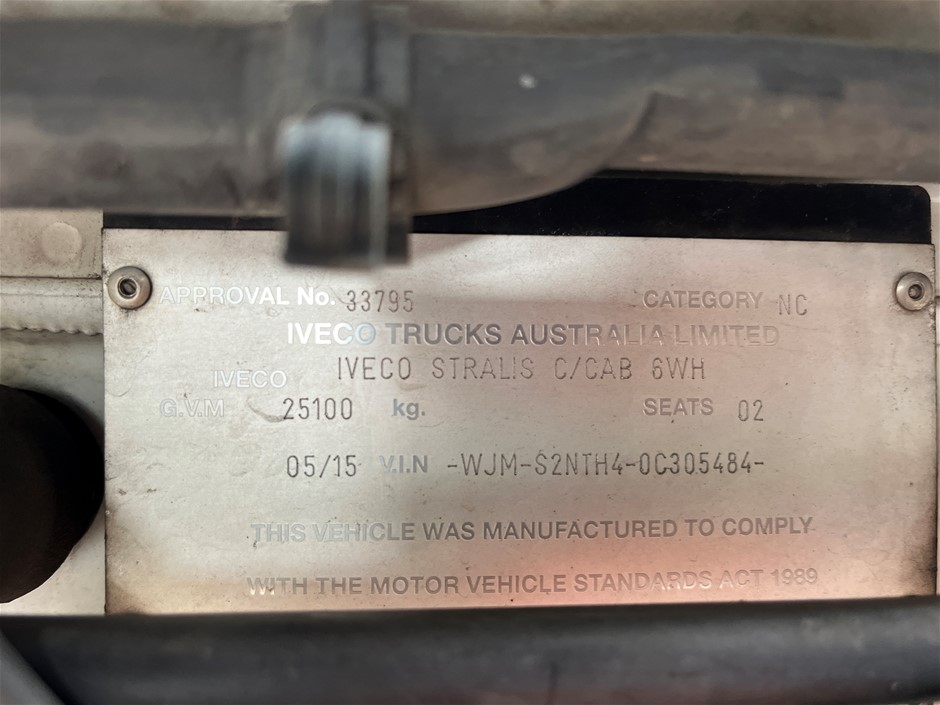 APPROVAL No. 33795 CATEGORY NC
IVECO TRUCKS AUSTRALIA LIMITED
IVECO IVECO STRALIS C/CAB 6WH
G.V.M 25100 kg. SEATS 02
05/15 V.I.N -WJM-S2NTH4-0C305484-
THIS VEHICLE WAS MANUFACTURED TO COMPLY
WITH THE MOTOR VEHICLE STANDARDS ACT 1989